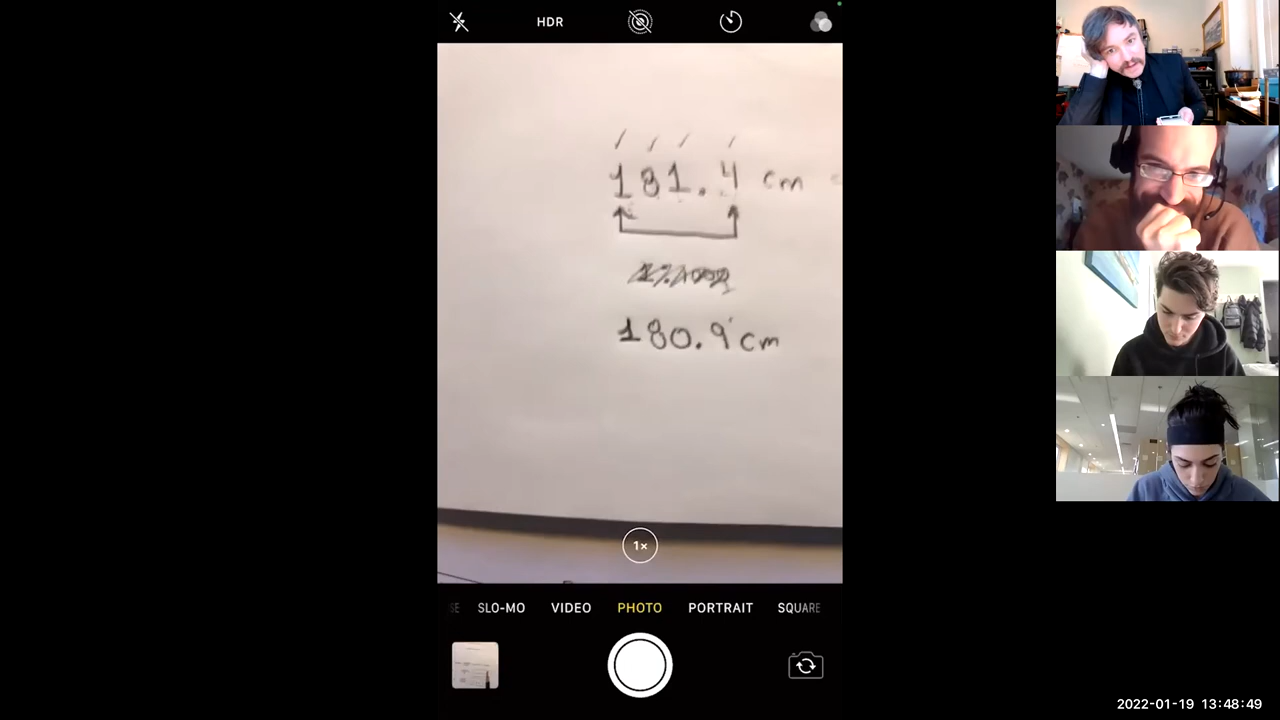 HDR
181.4 cm
180.9 cm
1×
SLO-MO VIDEO PHOTO PORTRAIT SQUARE
2022-01-19 13:48:49